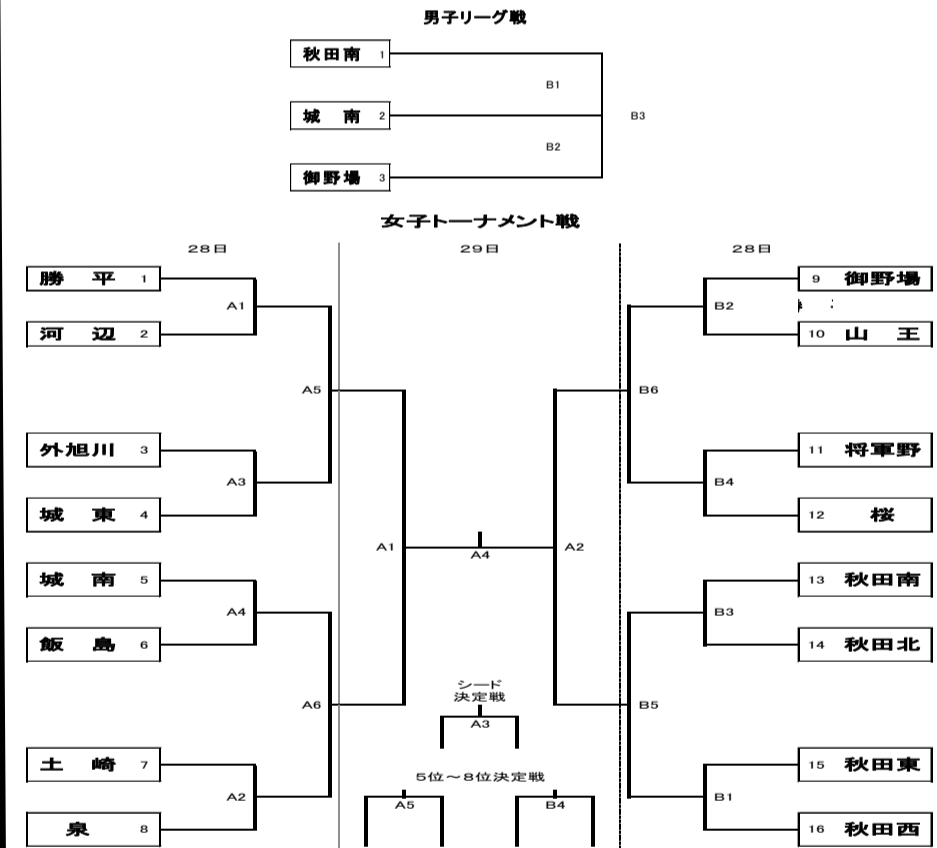 男子リーグ戦
秋田南 1
B1
城 南 2
B3
B2
御野場 3
女子トーナメント戦
28日 29日 28日
勝 平 1
9 御野場
A1
B2
河 辺 2
10 山 王
A5
B6
外旭川 3
11 将軍野
A3
B4
城 東 4
12 桜
A1
A4
A2
城 南 5
13 秋田南
A4
B3
飯 島 6
14 秋田北
シード
決定戦
A6
A3
B5
土 崎 7
15 秋田東
5位～8位決定戦
A2
A5
B4
B1
泉 8
16 秋田西